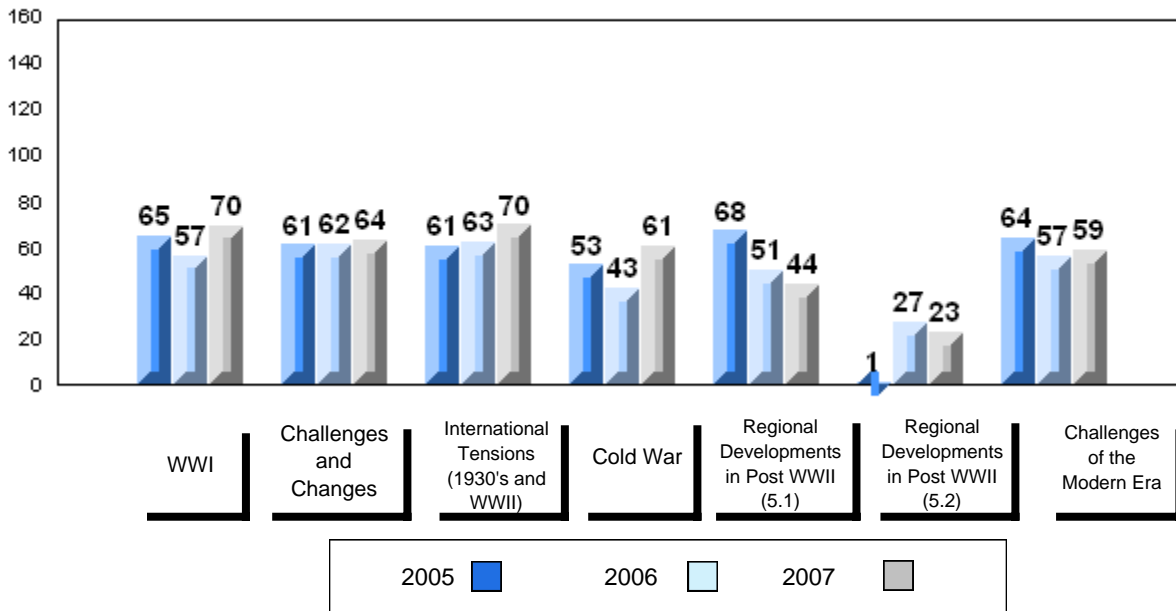 160
140
120
100
80
60
40
20
0
65
57
70
61
62
64
61
63
70
53
43
61
68
51
44
1
27
23
64
57
59
WWI
Challenges
and
Changes
International
Tensions
(1930's and
WWII)
Cold War
Regional
Developments
in Post WWII
(5.1)
Regional
Developments
in Post WWII
(5.2)
Challenges
of the
Modern Era
2005
2006
2007